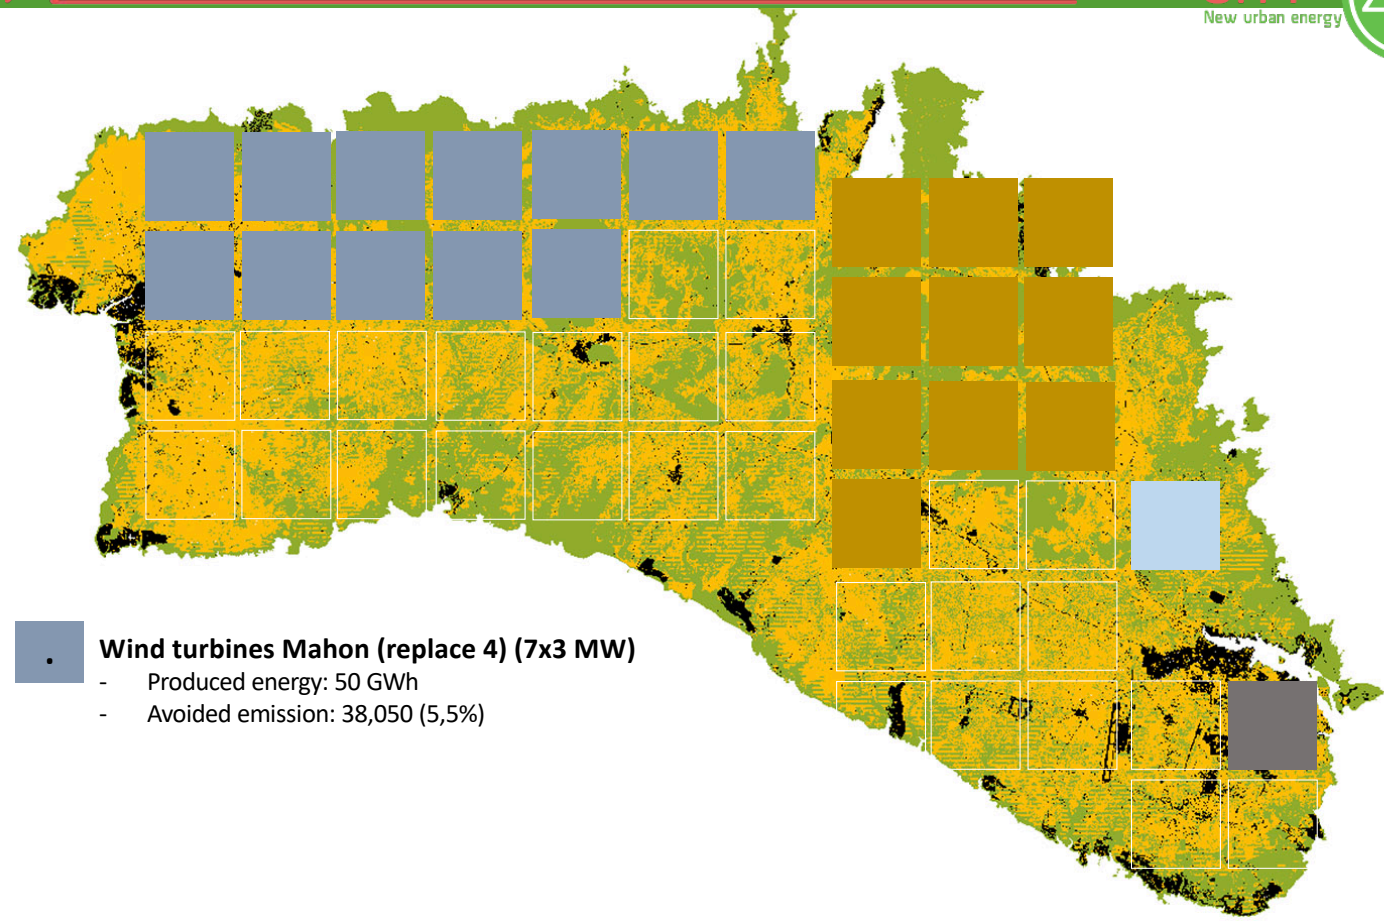 New urban energy
Wind turbines Mahon (replace 4) (7x3 MW)
- Produced energy: 50 GWh
- Avoided emission: 38,050 (5,5%)